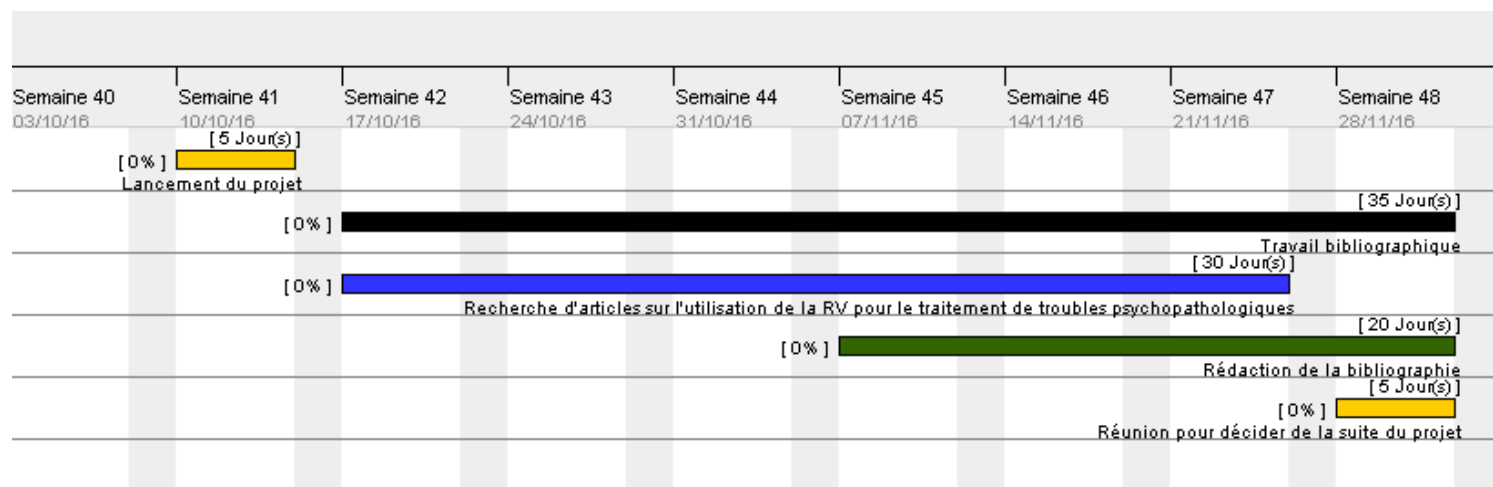 Semaine 40 Semaine 41 Semaine 42 Semaine 43 Semaine 44 Semaine 45 Semaine 46 Semaine 47 Semaine 48
03/10/16 10/10/16 17/10/16 24/10/16 31/10/16 07/11/16 14/11/16 21/11/16 28/11/16
[ 5 Jour(s) ]
[ 0% ]
Lancement du projet
[ 35 Jour(s) ]
[ 0% ]
Travail bibliographique
[ 30 Jour(s) ]
[ 0% ]
Recherche d'articles sur l'utilisation de la RV pour le traitement de troubles psychopathologiques
[ 20 Jour(s) ]
[ 0% ]
Rédaction de la bibliographie
[ 5 Jour(s) ]
[ 0% ]
Réunion pour décider de la suite du projet